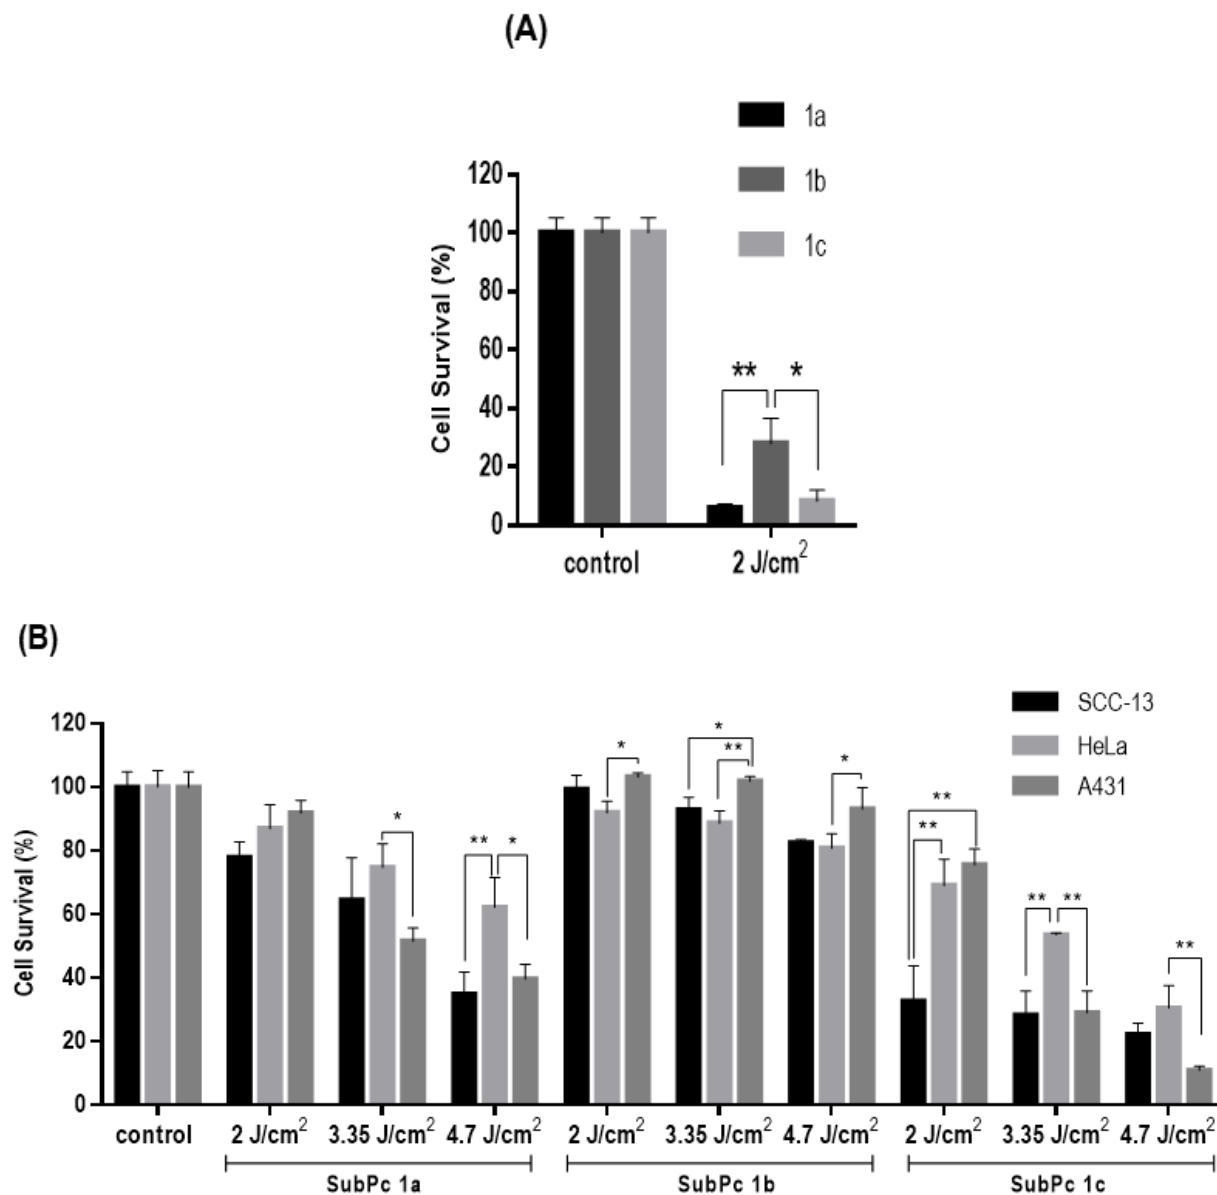 (A)
1a
1b
1c
120
100
80
60
40
20
0
Cell Survival (%)
** *
control 2 J/cm²
(B)
SCC-13
HeLa
A431
120
100
80
60
40
20
0
Cell Survival (%)
* ** * * * ** * ** ** ** ** **
control 2 J/cm² 3.35 J/cm² 4.7 J/cm² 2 J/cm² 3.35 J/cm² 4.7 J/cm² 2 J/cm² 3.35 J/cm² 4.7 J/cm²
SubPc 1a SubPc 1b SubPc 1c